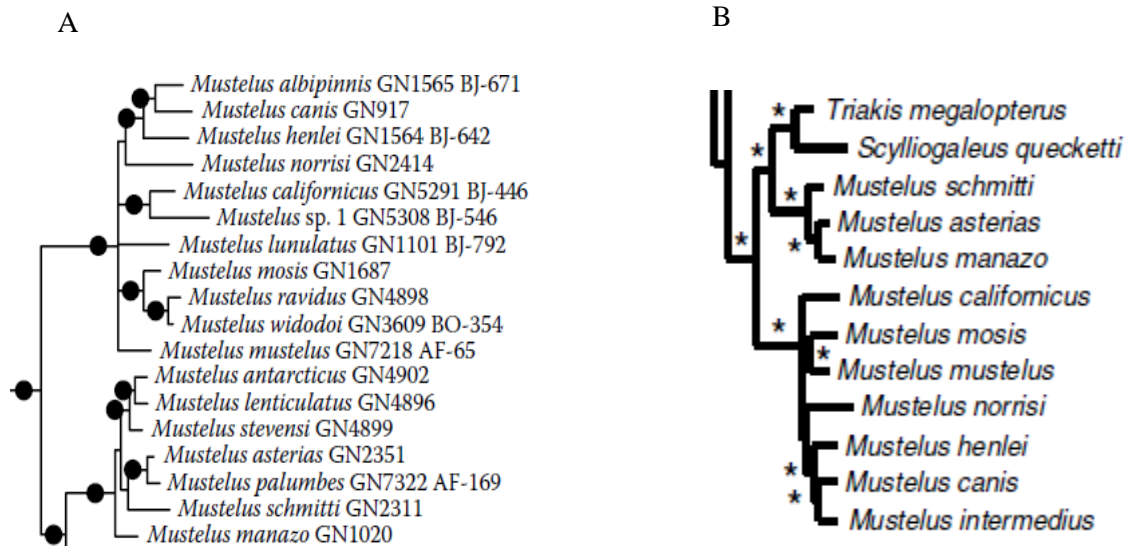 A
Mustelus albipinnis GN1565 BJ-671
Mustelus canis GN917
Mustelus henlei GN1564 BJ-642
Mustelus norrisi GN2414
Mustelus californicus GN5291 BJ-446
Mustelus sp. 1 GN5308 BJ-546
Mustelus lunulatus GN1101 BJ-792
Mustelus mosis GN1687
Mustelus ravidus GN4898
Mustelus widodoi GN3609 BO-354
Mustelus mustelus GN7218 AF-65
Mustelus antarcticus GN4902
Mustelus lenticulatus GN4896
Mustelus stevensi GN4899
Mustelus asterias GN2351
Mustelus palumbes GN7322 AF-169
Mustelus schmitti GN2311
Mustelus manazo GN1020
B
* Triakis megalopterus
* Scylliogaleus quecketti
* Mustelus schmitti
* Mustelus asterias
* Mustelus manazo
Mustelus californicus
* Mustelus mosis
* Mustelus mustelus
Mustelus norrisi
Mustelus henlei
* Mustelus canis
* Mustelus intermedius